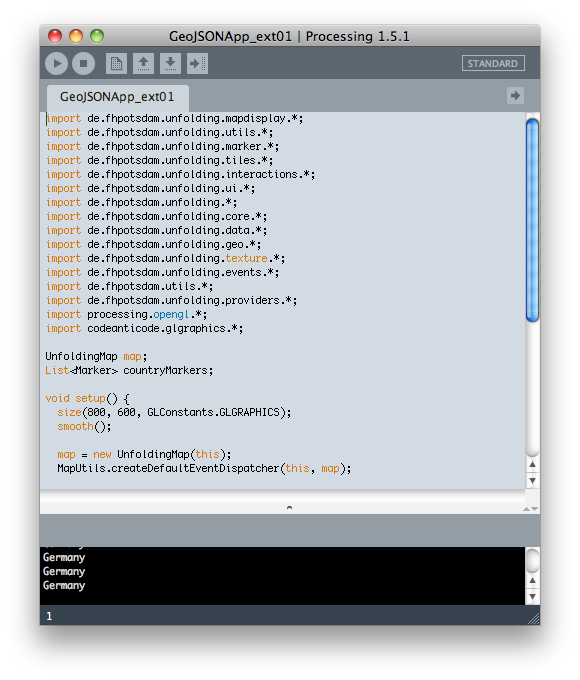 GeoJSONApp_ext01 | Processing 1.5.1
STANDARD
GeoJSONApp_ext01
import de.fhpotsdam.unfolding.mapdisplay.*;
import de.fhpotsdam.unfolding.utils.*;
import de.fhpotsdam.unfolding.marker.*;
import de.fhpotsdam.unfolding.tiles.*;
import de.fhpotsdam.unfolding.interactions.*;
import de.fhpotsdam.unfolding.ui.*;
import de.fhpotsdam.unfolding.*;
import de.fhpotsdam.unfolding.core.*;
import de.fhpotsdam.unfolding.data.*;
import de.fhpotsdam.unfolding.geo.*;
import de.fhpotsdam.unfolding.texture.*;
import de.fhpotsdam.unfolding.events.*;
import de.fhpotsdam.utils.*;
import de.fhpotsdam.unfolding.providers.*;
import processing.opengl.*;
import codeanticode.glgraphics.*;
UnfoldingMap map;
List<Marker> countryMarkers;
void setup() {
  size(800, 600, GLConstants.GLGRAPHICS);
  smooth();
  map = new UnfoldingMap(this);
  MapUtils.createDefaultEventDispatcher(this, map);
Germany
Germany
Germany
1